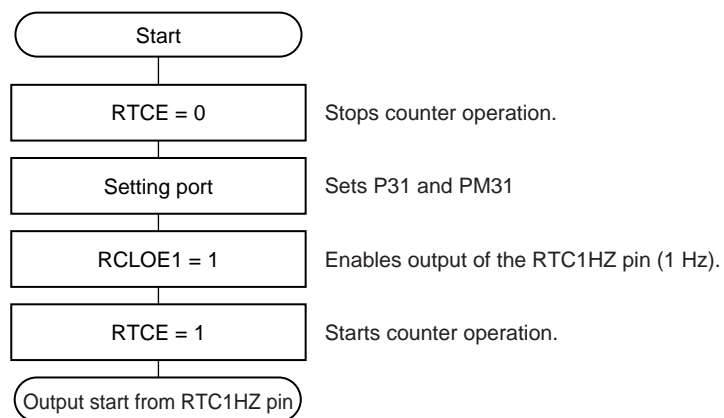 Start
RTCE = 0
Stops counter operation.
Setting port
Sets P31 and PM31
RCLOE1 = 1
Enables output of the RTC1HZ pin (1 Hz).
RTCE = 1
Starts counter operation.
Output start from RTC1HZ pin